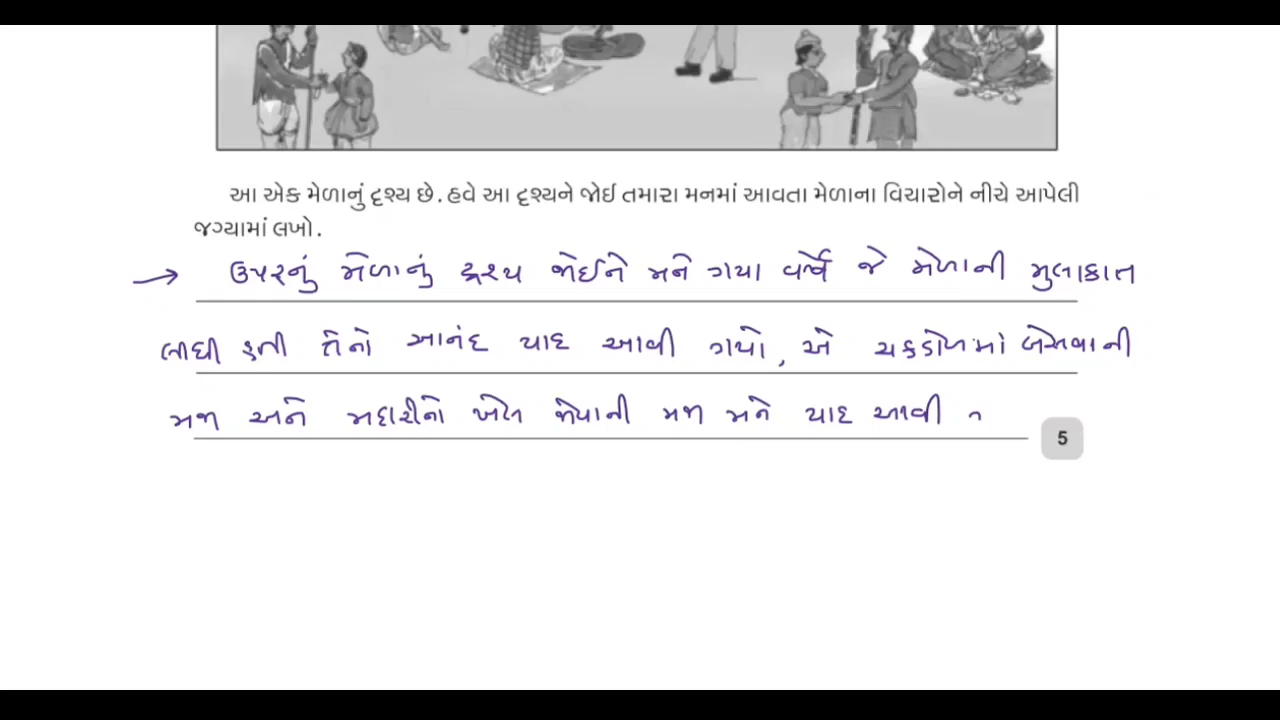 આ એક મેળાનું દૃશ્ય છે. હવે આ દૃશ્યને જોઈ તમારા મનમાં આવતા મેળાના વિચારોને નીચે આપેલી
જગ્યામાં લખો.
→ ઉપરનું મેળાનું દ્રશ્ય જોઈને મને ગયા વર્ષે જે મેળાની મુલાકાત
લીધી હતી તેનો આનંદ યાદ આવી ગયો, એ ચકડોળમાં બેસવાની
મજા અને મદારીનો ખેલ જોવાની મજા મને યાદ આવી
5